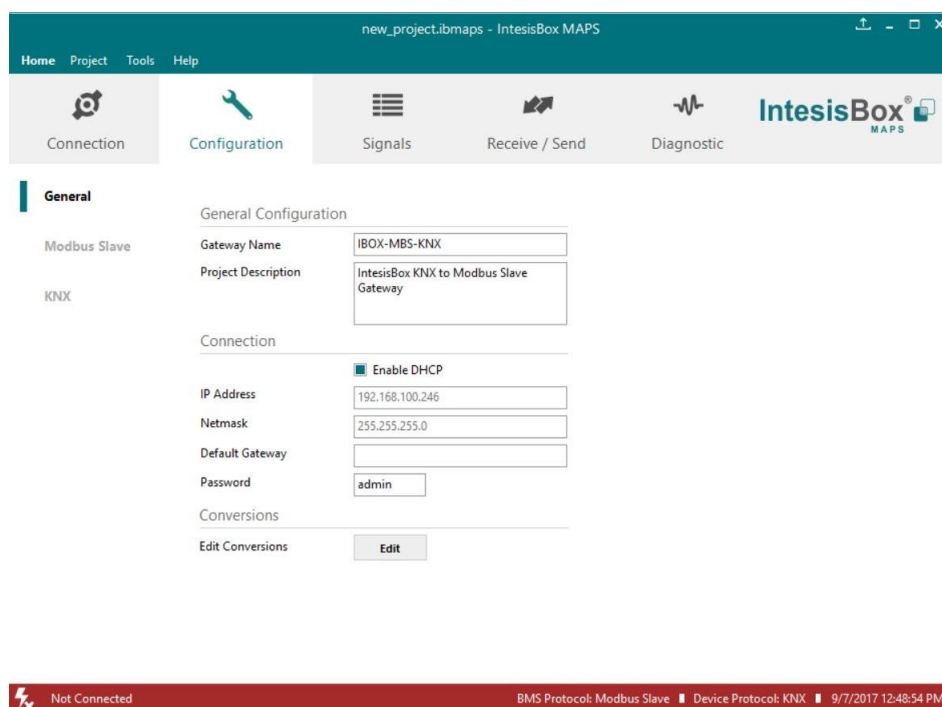 new_project.ibmaps - IntesisBox MAPS
Home Project Tools Help
Connection Configuration Signals Receive / Send Diagnostic
IntesisBox® MAPS
General
Modbus Slave
KNX
General Configuration
Gateway Name IBOX-MBS-KNX
Project Description IntesisBox KNX to Modbus Slave
Gateway
Connection
Enable DHCP
IP Address 192.168.100.246
Netmask 255.255.255.0
Default Gateway
Password admin
Conversions
Edit Conversions Edit
Not Connected BMS Protocol: Modbus Slave Device Protocol: KNX 9/7/2017 12:48:54 PM